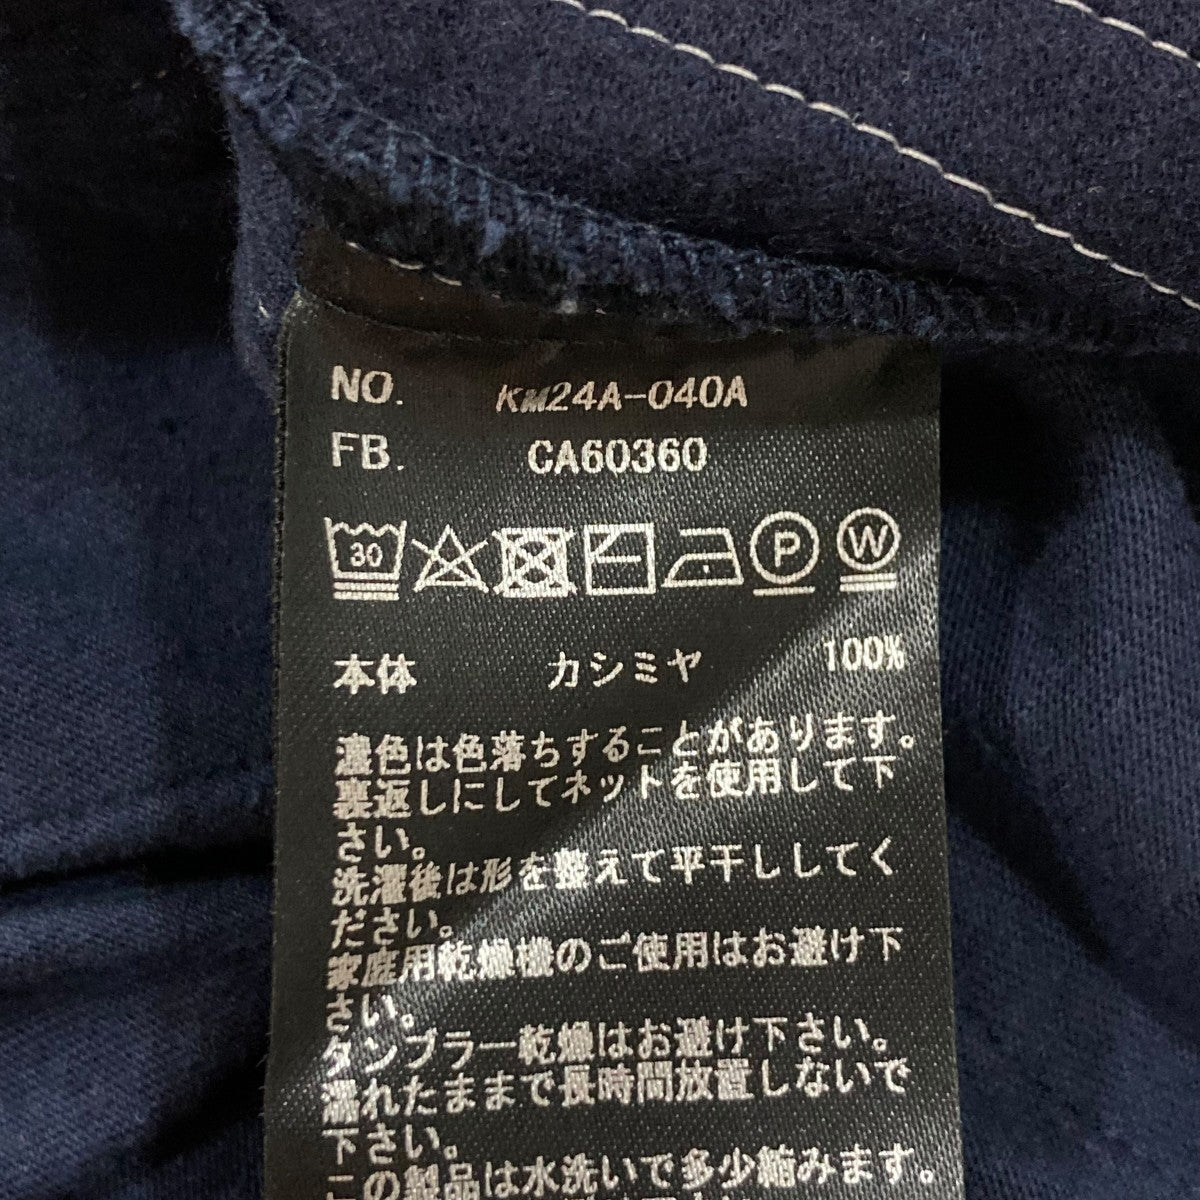 NO. KM24A-040A
FB. CA60360
30 P W
本体 カシミヤ 100%
濃色は色落ちすることがあります。
裏返しにしてネットを使用して下
さい。
洗濯後は形を整えて平干ししてく
ださい。
家庭用乾燥機のご使用はお避け下
さい。
タンブラー乾燥はお避け下さい。
濡れたままで長時間放置しないで
下さい。
この製品は水洗いで多少縮みます。